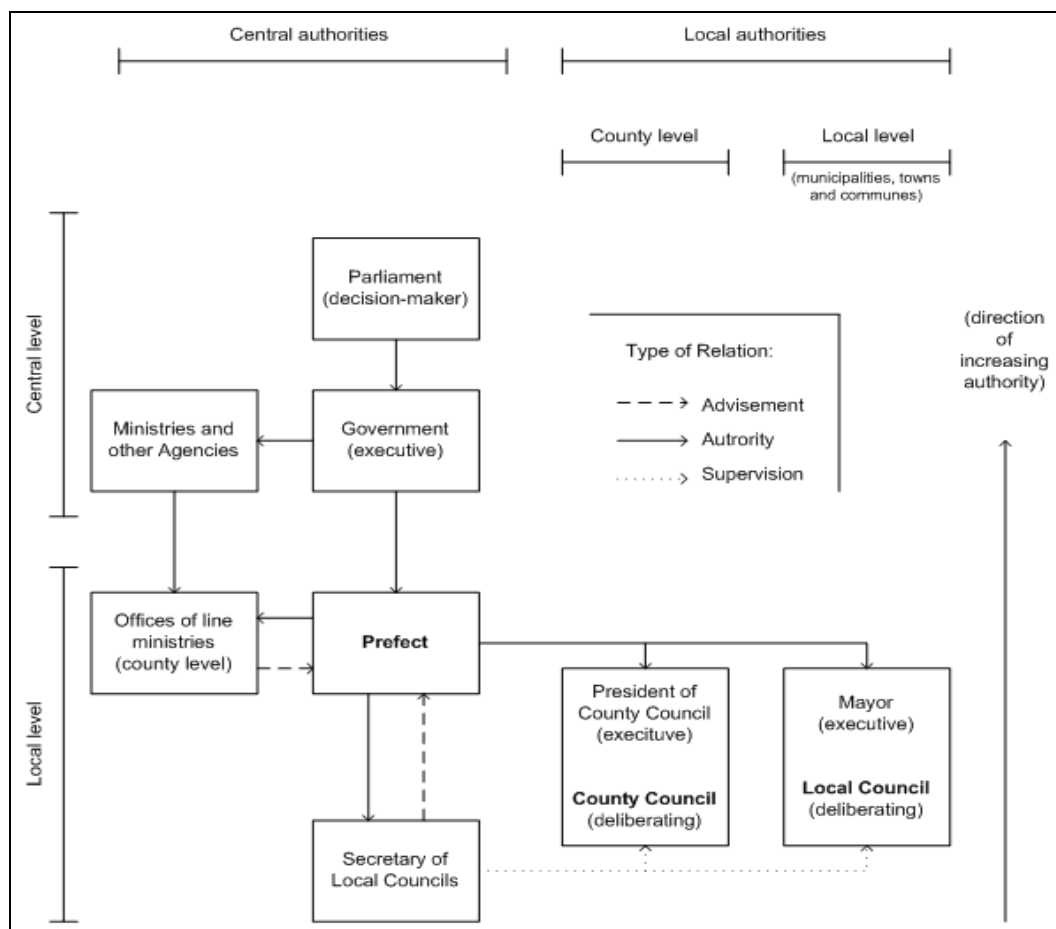 Central authorities
Local authorities
County level
Local level
(municipalities, towns
and communes)
Central level
Parliament
(decision-maker)
Ministries and
other Agencies
Government
(executive)
Type of Relation:
Advisement
Autrority
Supervision
(direction
of
increasing
authority)
Local level
Offices of line
ministries
(county level)
Prefect
President of
County Council
(execituve)
County Council
(deliberating)
Mayor
(executive)
Local Council
(deliberating)
Secretary of
Local Councils